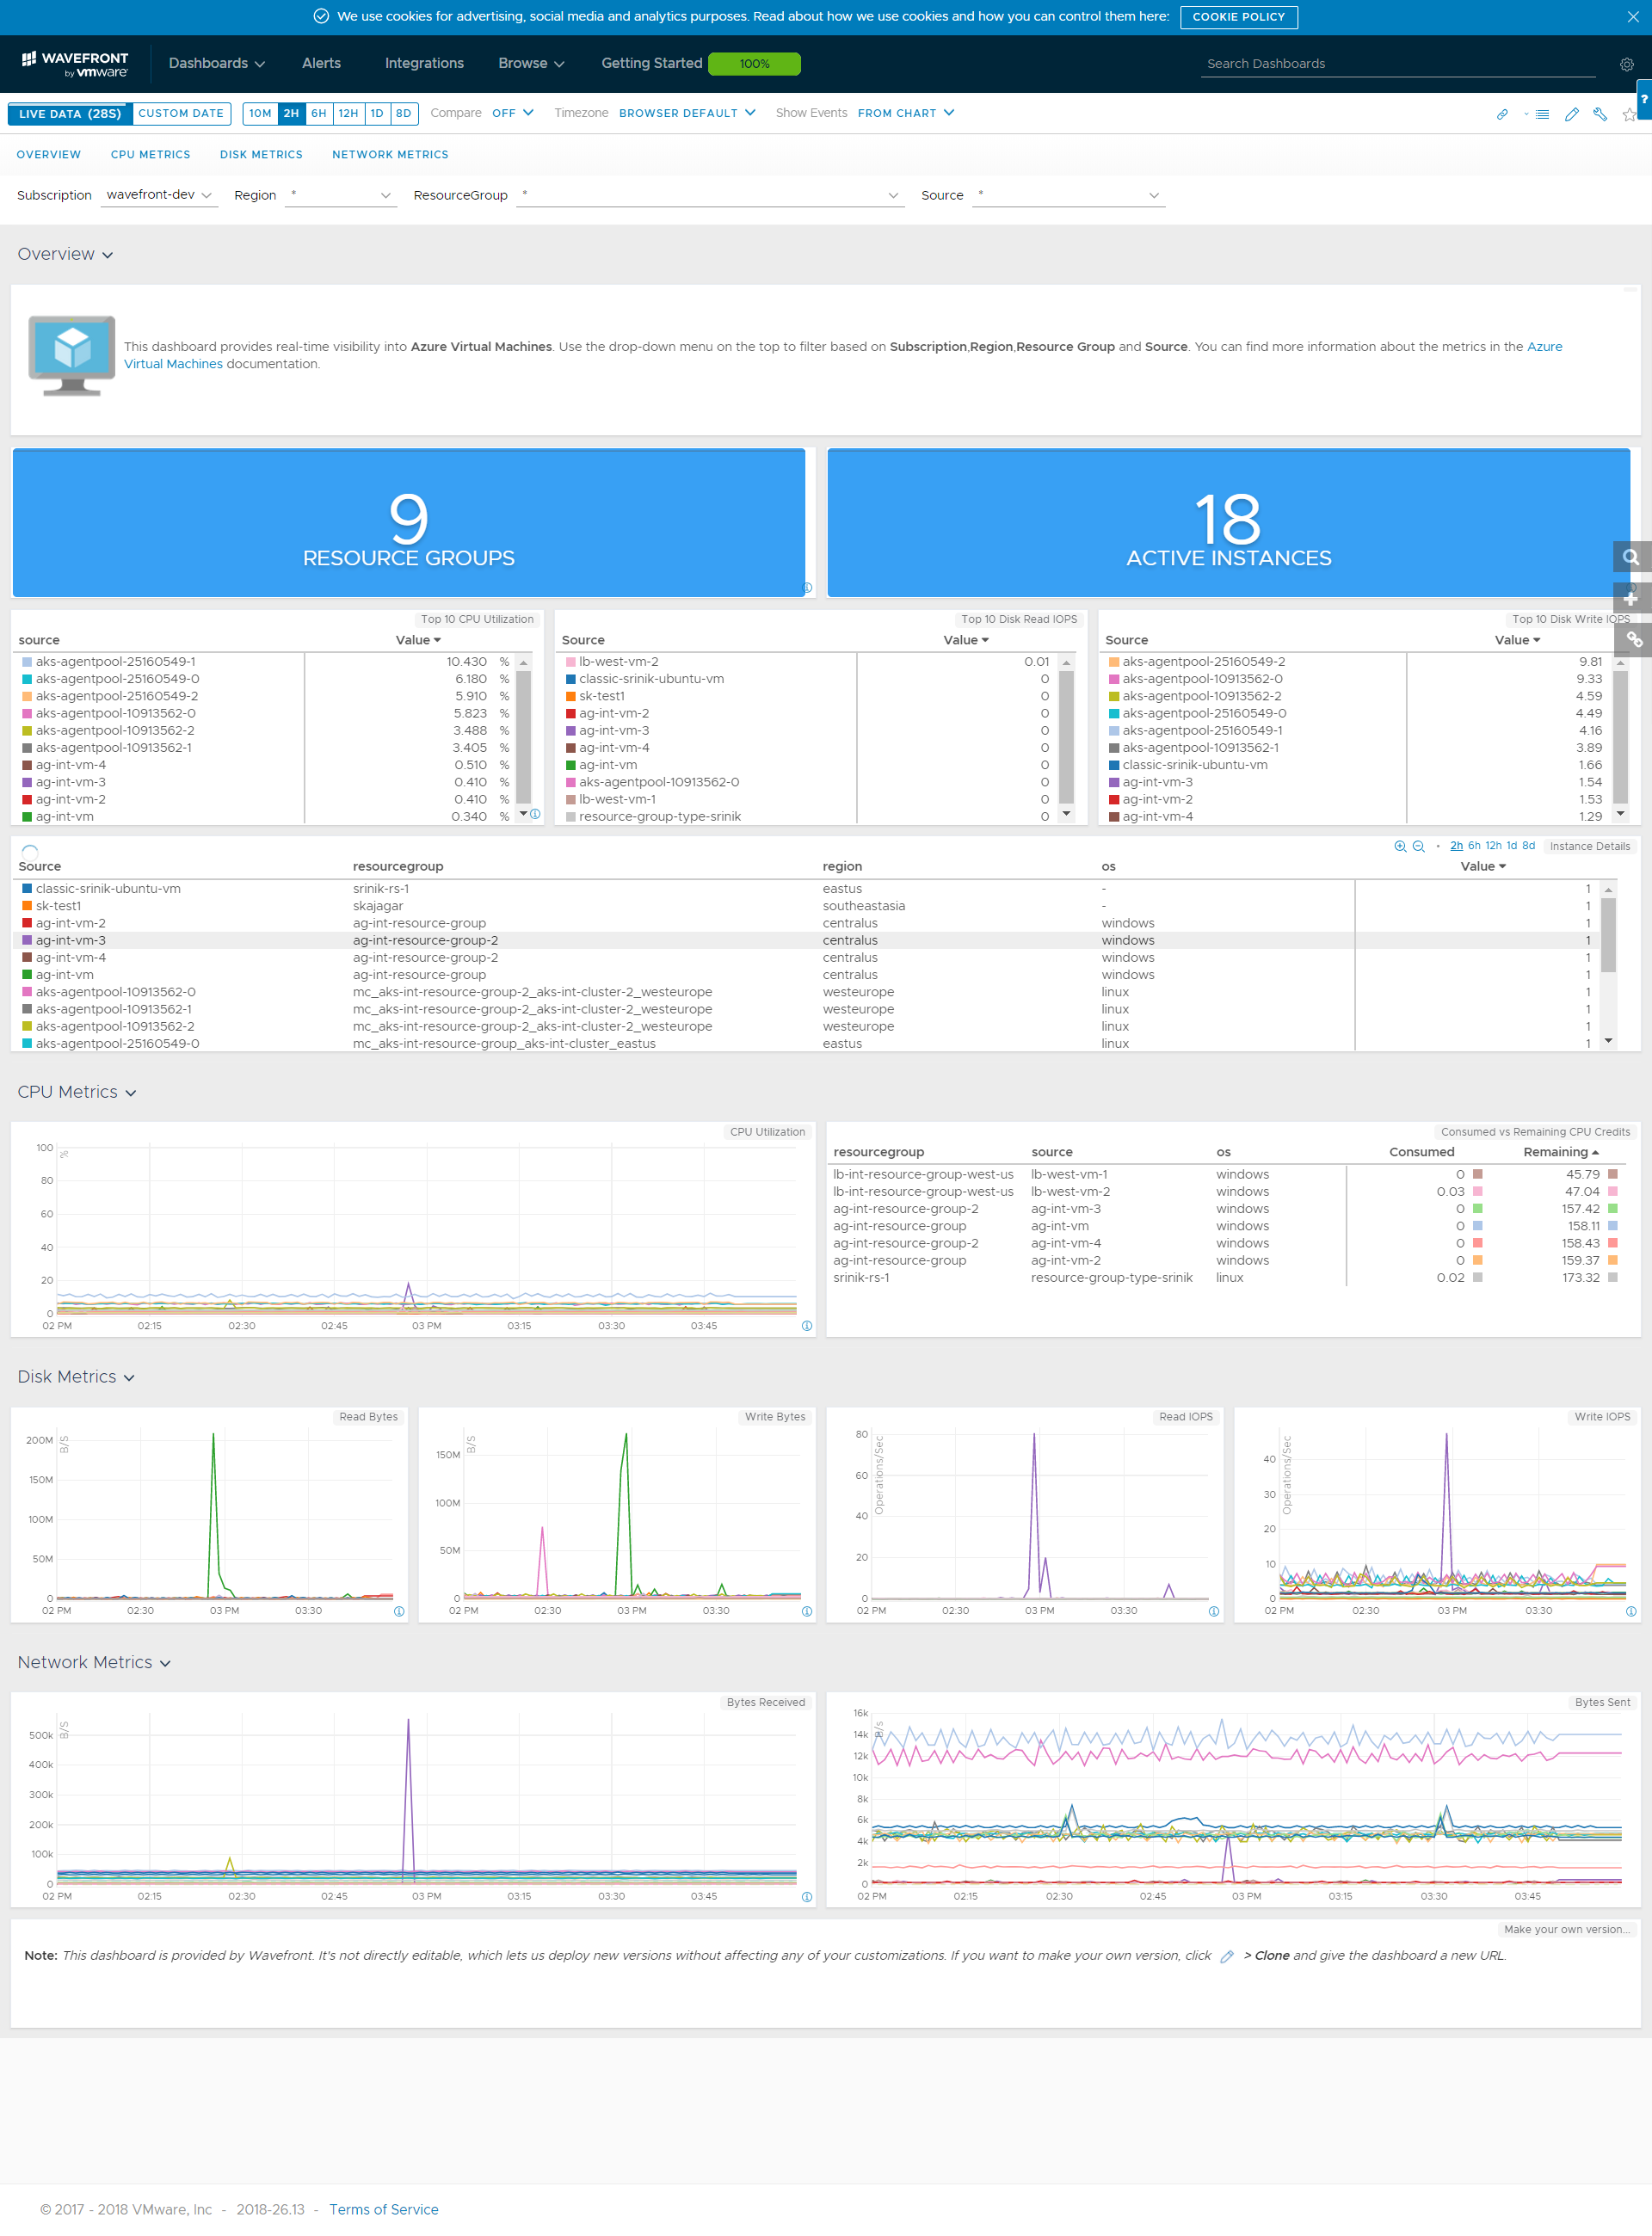 We use cookies for advertising, social media and analytics purposes. Read about how we use cookies and how you can control them here: COOKIE POLICY
WAVEFRONT by vmware Dashboards Alerts Integrations Browse Getting Started 100% Search Dashboards
LIVE DATA (28S) CUSTOM DATE 10M 2H 6H 12H 1D 8D Compare OFF Timezone BROWSER DEFAULT Show Events FROM CHART ?
OVERVIEW CPU METRICS DISK METRICS NETWORK METRICS
Subscription wavefront-dev Region * ResourceGroup * Source *
Overview
This dashboard provides real-time visibility into Azure Virtual Machines. Use the drop-down menu on the top to filter based on Subscription,Region,Resource Group and Source. You can find more information about the metrics in the Azure
Virtual Machines documentation.
9
RESOURCE GROUPS
18
ACTIVE INSTANCES
Top 10 CPU Utilization
source Value
aks-agentpool-25160549-1 10.430 %
aks-agentpool-25160549-0 6.180 %
aks-agentpool-25160549-2 5.910 %
aks-agentpool-10913562-0 5.823 %
aks-agentpool-10913562-2 3.488 %
aks-agentpool-10913562-1 3.405 %
ag-int-vm-4 0.510 %
ag-int-vm-3 0.410 %
ag-int-vm-2 0.410 %
ag-int-vm 0.340 %
Top 10 Disk Read IOPS
Source Value
lb-west-vm-2 0.01
classic-srinik-ubuntu-vm 0
sk-test1 0
ag-int-vm-2 0
ag-int-vm-3 0
ag-int-vm-4 0
ag-int-vm 0
aks-agentpool-10913562-0 0
lb-west-vm-1 0
resource-group-type-srinik 0
Top 10 Disk Write IOPS
Source Value
aks-agentpool-25160549-2 9.81
aks-agentpool-10913562-0 9.33
aks-agentpool-10913562-2 4.59
aks-agentpool-25160549-0 4.49
aks-agentpool-25160549-1 4.16
aks-agentpool-10913562-1 3.89
classic-srinik-ubuntu-vm 1.66
ag-int-vm-3 1.54
ag-int-vm-2 1.53
ag-int-vm-4 1.29
2h 6h 12h 1d 8d Instance Details
Source resourcegroup region os Value
classic-srinik-ubuntu-vm srinik-rs-1 eastus - 1
sk-test1 skajagar southeastasia - 1
ag-int-vm-2 ag-int-resource-group centralus windows 1
ag-int-vm-3 ag-int-resource-group-2 centralus windows 1
ag-int-vm-4 ag-int-resource-group-2 centralus windows 1
ag-int-vm ag-int-resource-group centralus windows 1
aks-agentpool-10913562-0 mc_aks-int-resource-group-2_aks-int-cluster-2_westeurope westeurope linux 1
aks-agentpool-10913562-1 mc_aks-int-resource-group-2_aks-int-cluster-2_westeurope westeurope linux 1
aks-agentpool-10913562-2 mc_aks-int-resource-group-2_aks-int-cluster-2_westeurope westeurope linux 1
aks-agentpool-25160549-0 mc_aks-int-resource-group_aks-int-cluster_eastus eastus linux 1
CPU Metrics
CPU Utilization
%
100
80
60
40
20
0
02 PM 02:15 02:30 02:45 03 PM 03:15 03:30 03:45
Consumed vs Remaining CPU Credits
resourcegroup source os Consumed Remaining
lb-int-resource-group-west-us lb-west-vm-1 windows 0 45.79
lb-int-resource-group-west-us lb-west-vm-2 windows 0.03 47.04
ag-int-resource-group-2 ag-int-vm-3 windows 0 157.42
ag-int-resource-group ag-int-vm windows 0 158.11
ag-int-resource-group-2 ag-int-vm-4 windows 0 158.43
ag-int-resource-group ag-int-vm-2 windows 0 159.37
srinik-rs-1 resource-group-type-srinik linux 0.02 173.32
Disk Metrics
Read Bytes
B/S
200M
150M
100M
50M
0
02 PM 02:30 03 PM 03:30
Write Bytes
B/S
150M
100M
50M
0
02 PM 02:30 03 PM 03:30
Read IOPS
Operations/Sec
80
60
40
20
0
02 PM 02:30 03 PM 03:30
Write IOPS
Operations/Sec
40
30
20
10
0
02 PM 02:30 03 PM 03:30
Network Metrics
Bytes Received
B/S
500k
400k
300k
200k
100k
0
02 PM 02:15 02:30 02:45 03 PM 03:15 03:30 03:45
Bytes Sent
B/s
16k
14k
12k
10k
8k
6k
4k
2k
0
02 PM 02:15 02:30 02:45 03 PM 03:15 03:30 03:45
Make your own version...
Note: This dashboard is provided by Wavefront. It's not directly editable, which lets us deploy new versions without affecting any of your customizations. If you want to make your own version, click > Clone and give the dashboard a new URL.
© 2017 - 2018 VMware, Inc - 2018-26.13 - Terms of Service